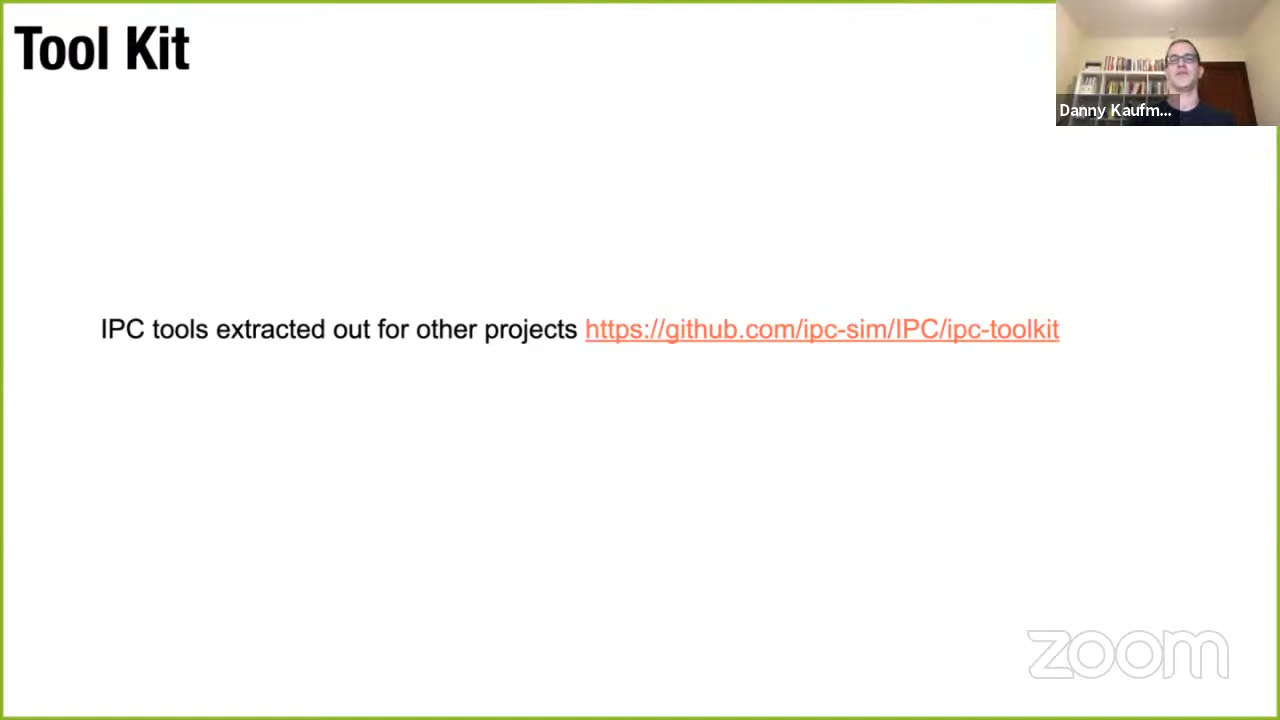 Tool Kit
Danny Kaufm...
IPC tools extracted out for other projects https://github.com/ipc-sim/IPC/ipc-toolkit
zoom